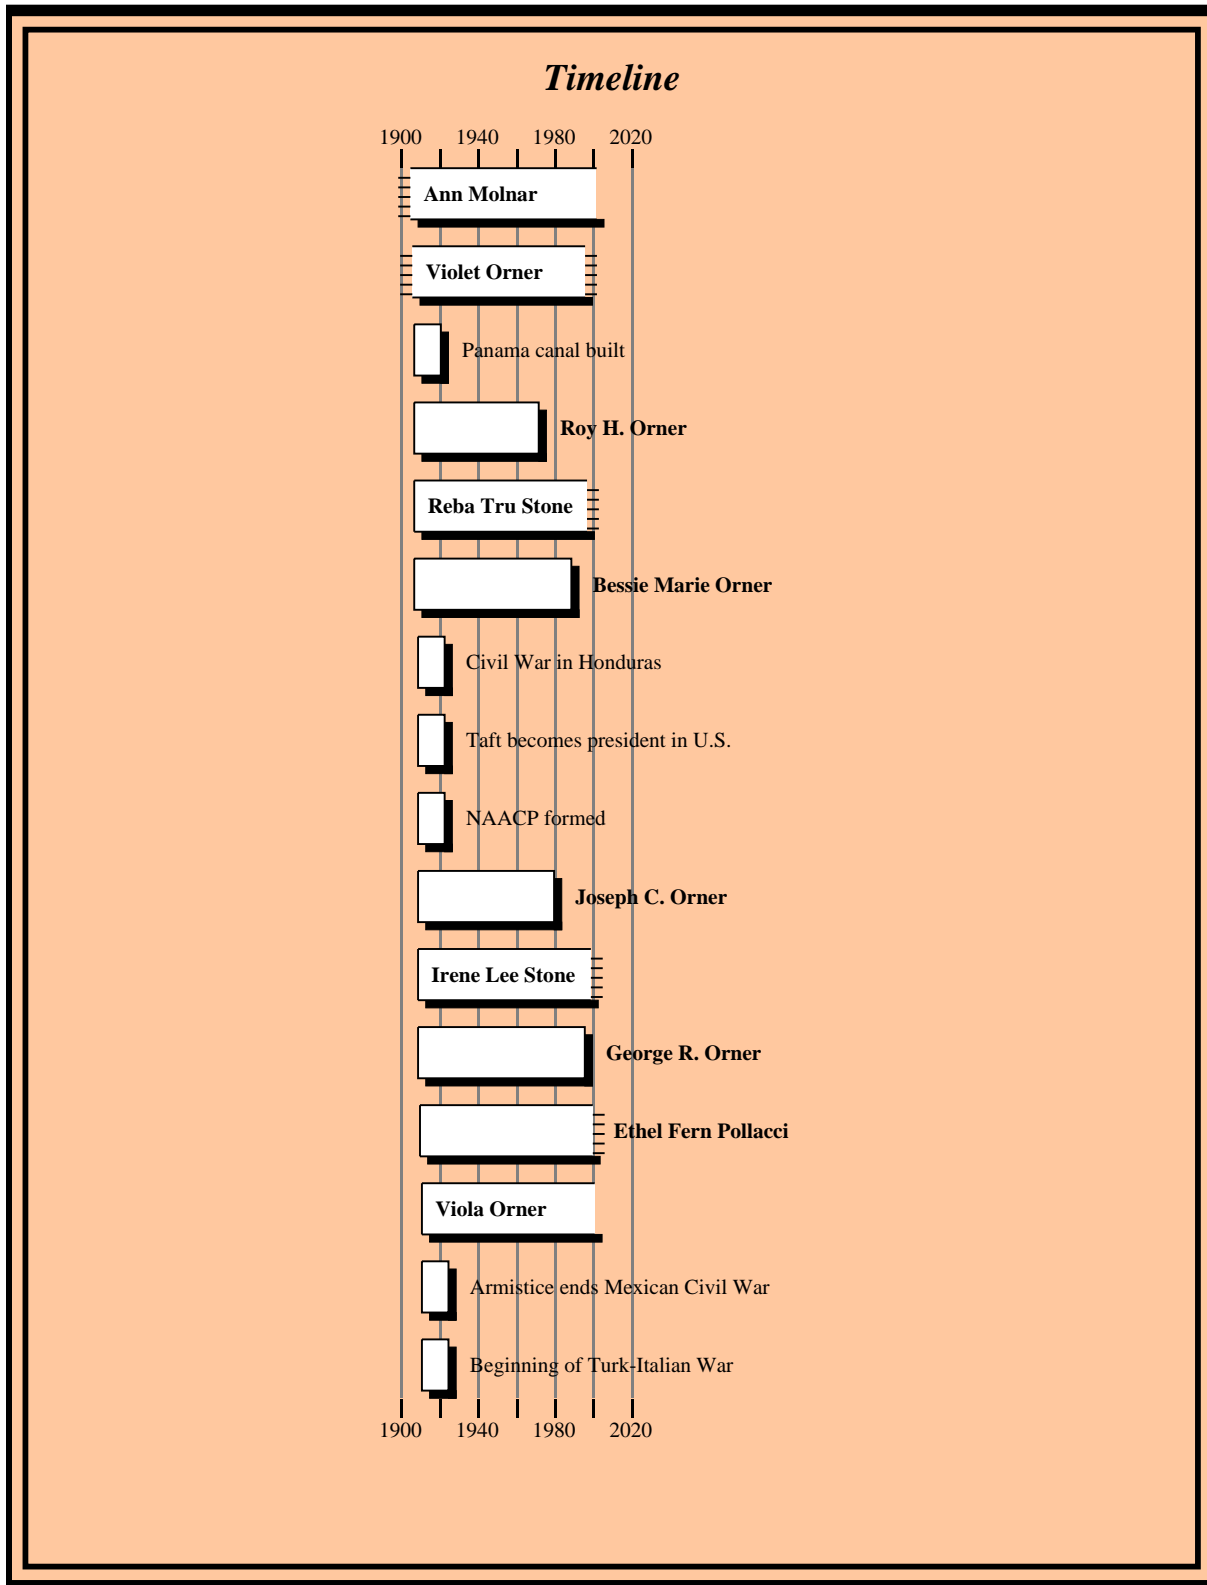 Timeline
1900 1940 1980 2020
Ann Molnar
Violet Orner
Panama canal built
Roy H. Orner
Reba Tru Stone
Bessie Marie Orner
Civil War in Honduras
Taft becomes president in U.S.
NAACP formed
Joseph C. Orner
Irene Lee Stone
George R. Orner
Ethel Fern Pollacci
Viola Orner
Armistice ends Mexican Civil War
Beginning of Turk-Italian War
1900 1940 1980 2020